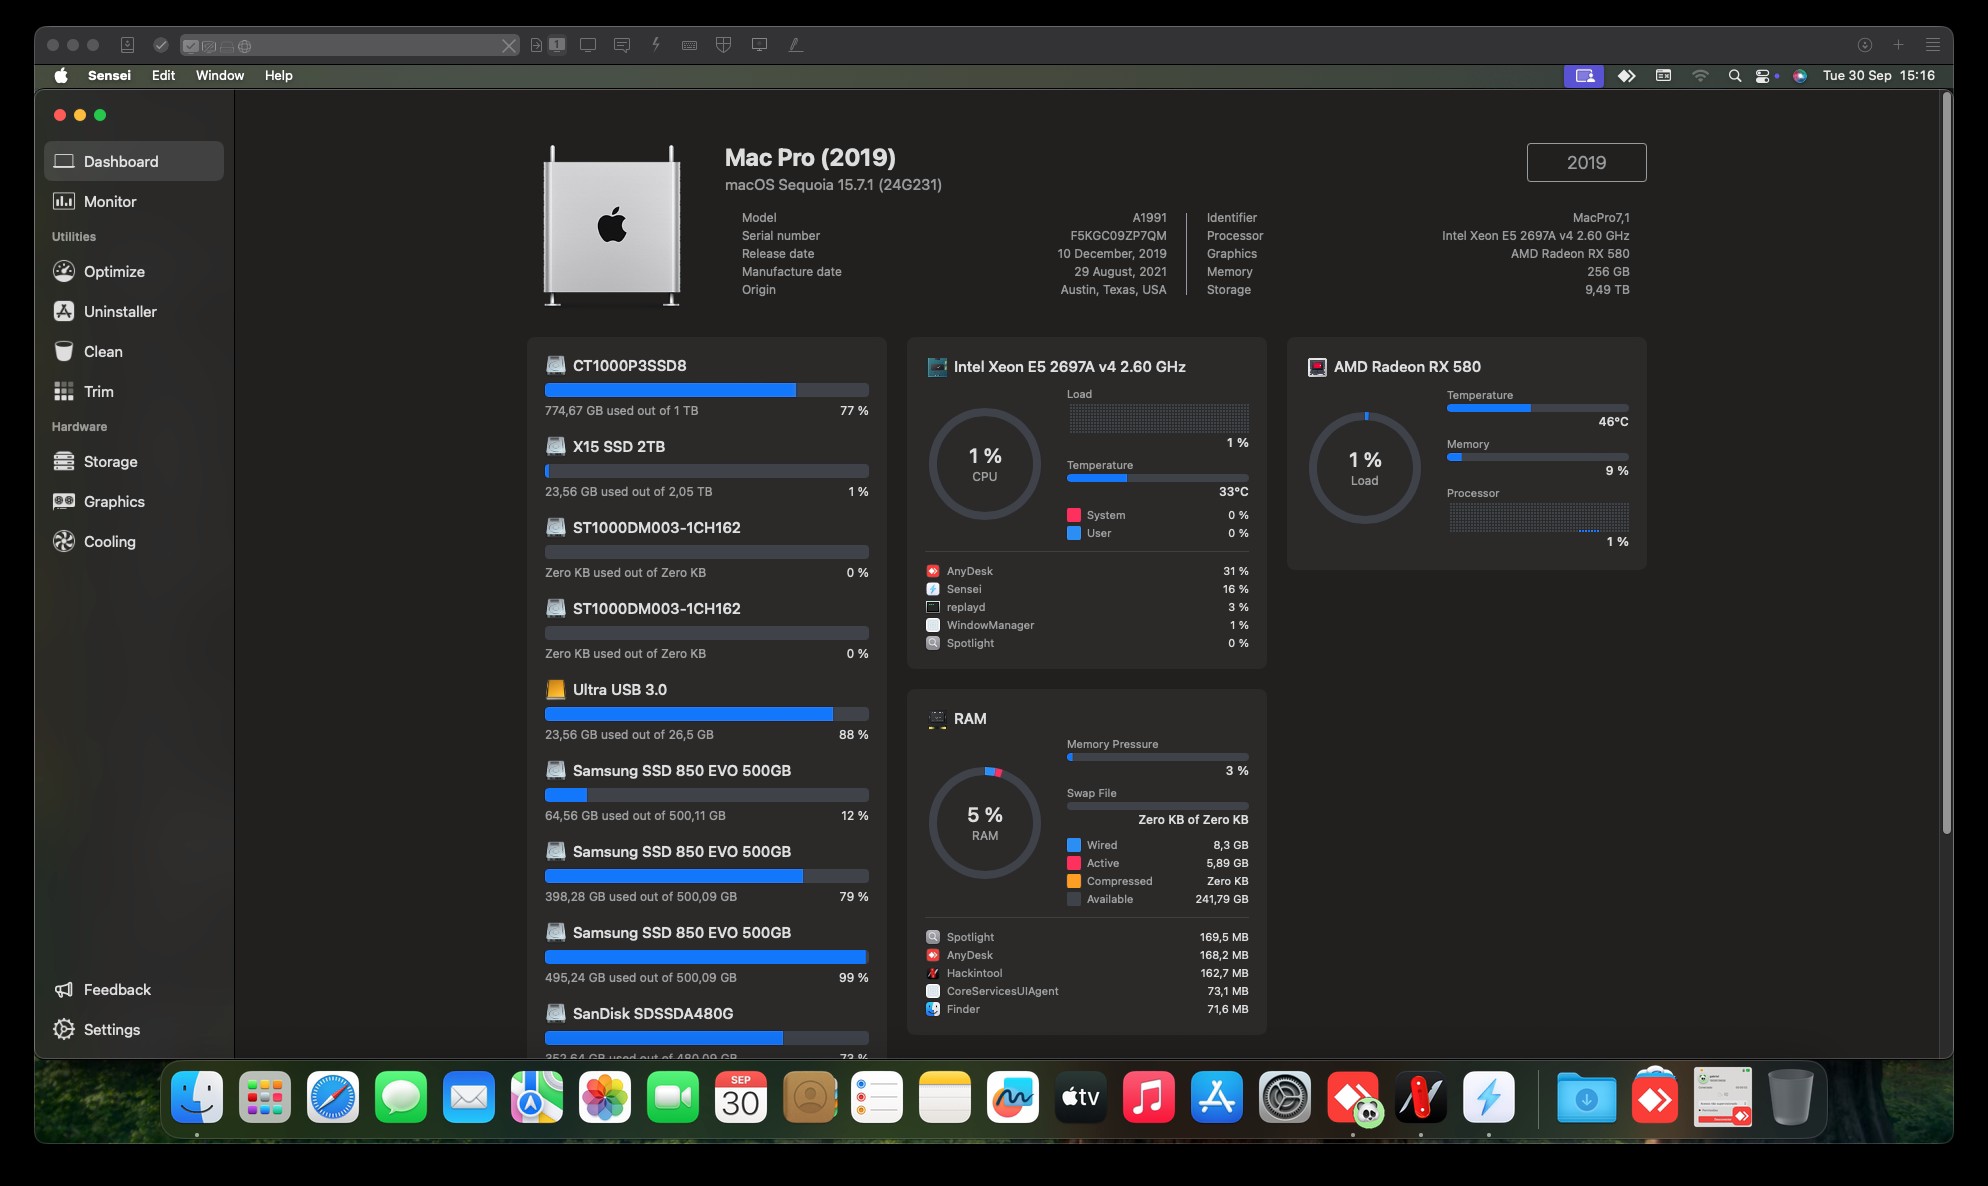 1
Sensei Edit Window Help
Tue 30 Sep 15:16
Dashboard
Monitor
Utilities
Optimize
Uninstaller
Clean
Trim
Hardware
Storage
Graphics
Cooling
Feedback
Settings
Mac Pro (2019)
macOS Sequoia 15.7.1 (24G231)
2019
Model A1991
Serial number F5KGC09ZP7QM
Release date 10 December, 2019
Manufacture date 29 August, 2021
Origin Austin, Texas, USA
Identifier MacPro7,1
Processor Intel Xeon E5 2697A v4 2.60 GHz
Graphics AMD Radeon RX 580
Memory 256 GB
Storage 9,49 TB
CT1000P3SSD8
774,67 GB used out of 1 TB 77 %
X15 SSD 2TB
23,56 GB used out of 2,05 TB 1 %
ST1000DM003-1CH162
Zero KB used out of Zero KB 0 %
ST1000DM003-1CH162
Zero KB used out of Zero KB 0 %
Ultra USB 3.0
23,56 GB used out of 26,5 GB 88 %
Samsung SSD 850 EVO 500GB
64,56 GB used out of 500,11 GB 12 %
Samsung SSD 850 EVO 500GB
398,28 GB used out of 500,09 GB 79 %
Samsung SSD 850 EVO 500GB
495,24 GB used out of 500,09 GB 99 %
SanDisk SDSSDA480G
352,64 GB used out of 480,09 GB 73 %
Intel Xeon E5 2697A v4 2.60 GHz
1 %
CPU
Load
1 %
Temperature
33°C
System 0 %
User 0 %
AnyDesk 31 %
Sensei 16 %
replayd 3 %
WindowManager 1 %
Spotlight 0 %
RAM
5 %
RAM
Memory Pressure
3 %
Swap File
Zero KB of Zero KB
Wired 8,3 GB
Active 5,89 GB
Compressed Zero KB
Available 241,79 GB
Spotlight 169,5 MB
AnyDesk 168,2 MB
Hackintool 162,7 MB
CoreServicesUIAgent 73,1 MB
Finder 71,6 MB
AMD Radeon RX 580
1 %
Load
Temperature
46°C
Memory
9 %
Processor
1 %
SEP
30
tv